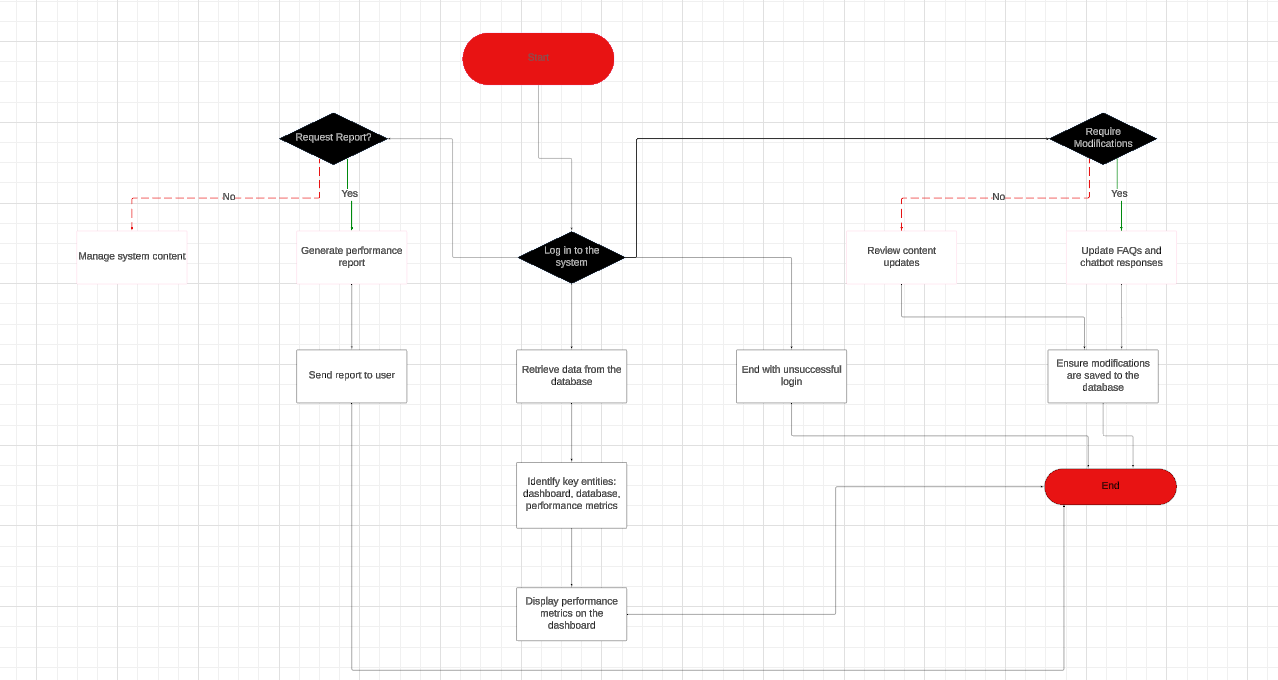 Start
Request Report?
Require
Modifications
No
Yes
No
Yes
Manage system content
Generate performance
report
Log in to the
system
Review content
updates
Update FAQs and
chatbot responses
Send report to user
Retrieve data from the
database
End with unsuccessful
login
Ensure modifications
are saved to the
database
Identify key entities:
dashboard, database,
performance metrics
End
Display performance
metrics on the
dashboard